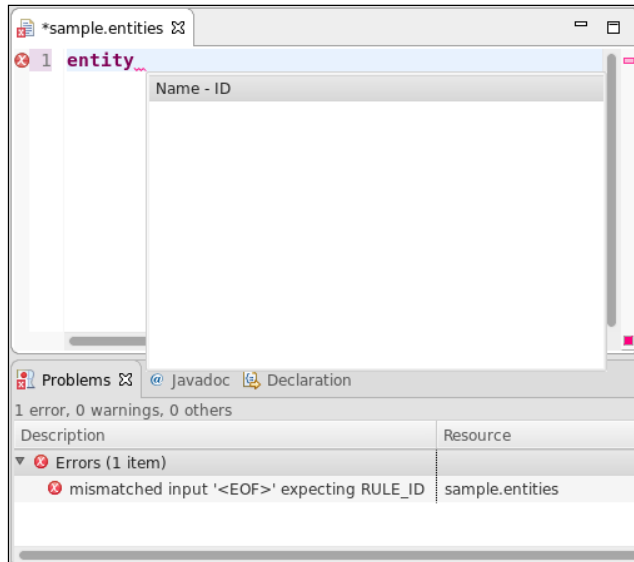 *sample.entities
1 entity
Name - ID
Problems @ Javadoc Declaration
1 error, 0 warnings, 0 others
Description Resource
Errors (1 item)
mismatched input '<EOF>' expecting RULE_ID sample.entities